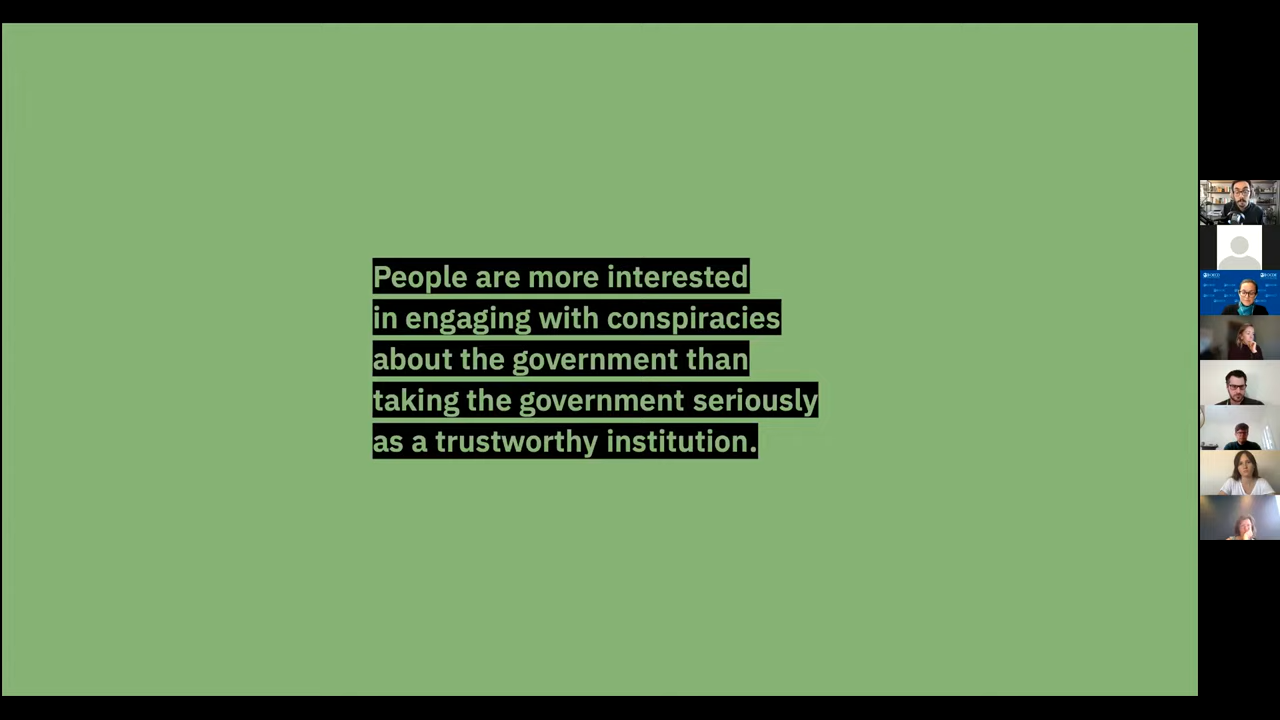 People are more interested
in engaging with conspiracies
about the government than
taking the government seriously
as a trustworthy institution.